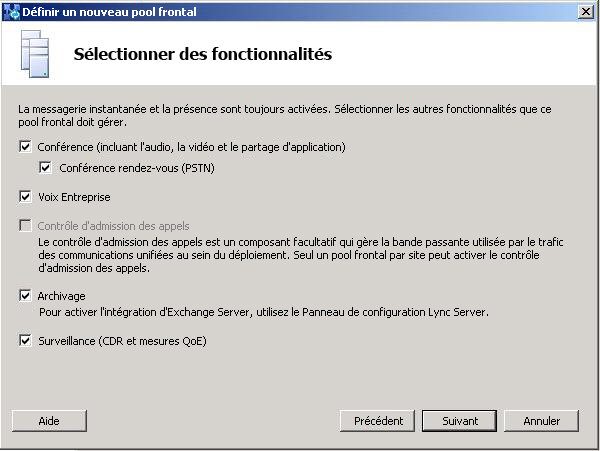 Définir un nouveau pool frontal
Sélectionner des fonctionnalités
La messagerie instantanée et la présence sont toujours activées. Sélectionner les autres fonctionnalités que ce
pool frontal doit gérer.
Conférence (incluant l'audio, la vidéo et le partage d'application)
Conférence rendez-vous (PSTN)
Voix Entreprise
Contrôle d'admission des appels
Le contrôle d'admission des appels est un composant facultatif qui gère la bande passante utilisée par le trafic
des communications unifiées au sein du déploiement. Seul un pool frontal par site peut activer le contrôle
d'admission des appels.
Archivage
Pour activer l'intégration d'Exchange Server, utilisez le Panneau de configuration Lync Server.
Surveillance (CDR et mesures QoE)
Aide Précédent Suivant Annuler